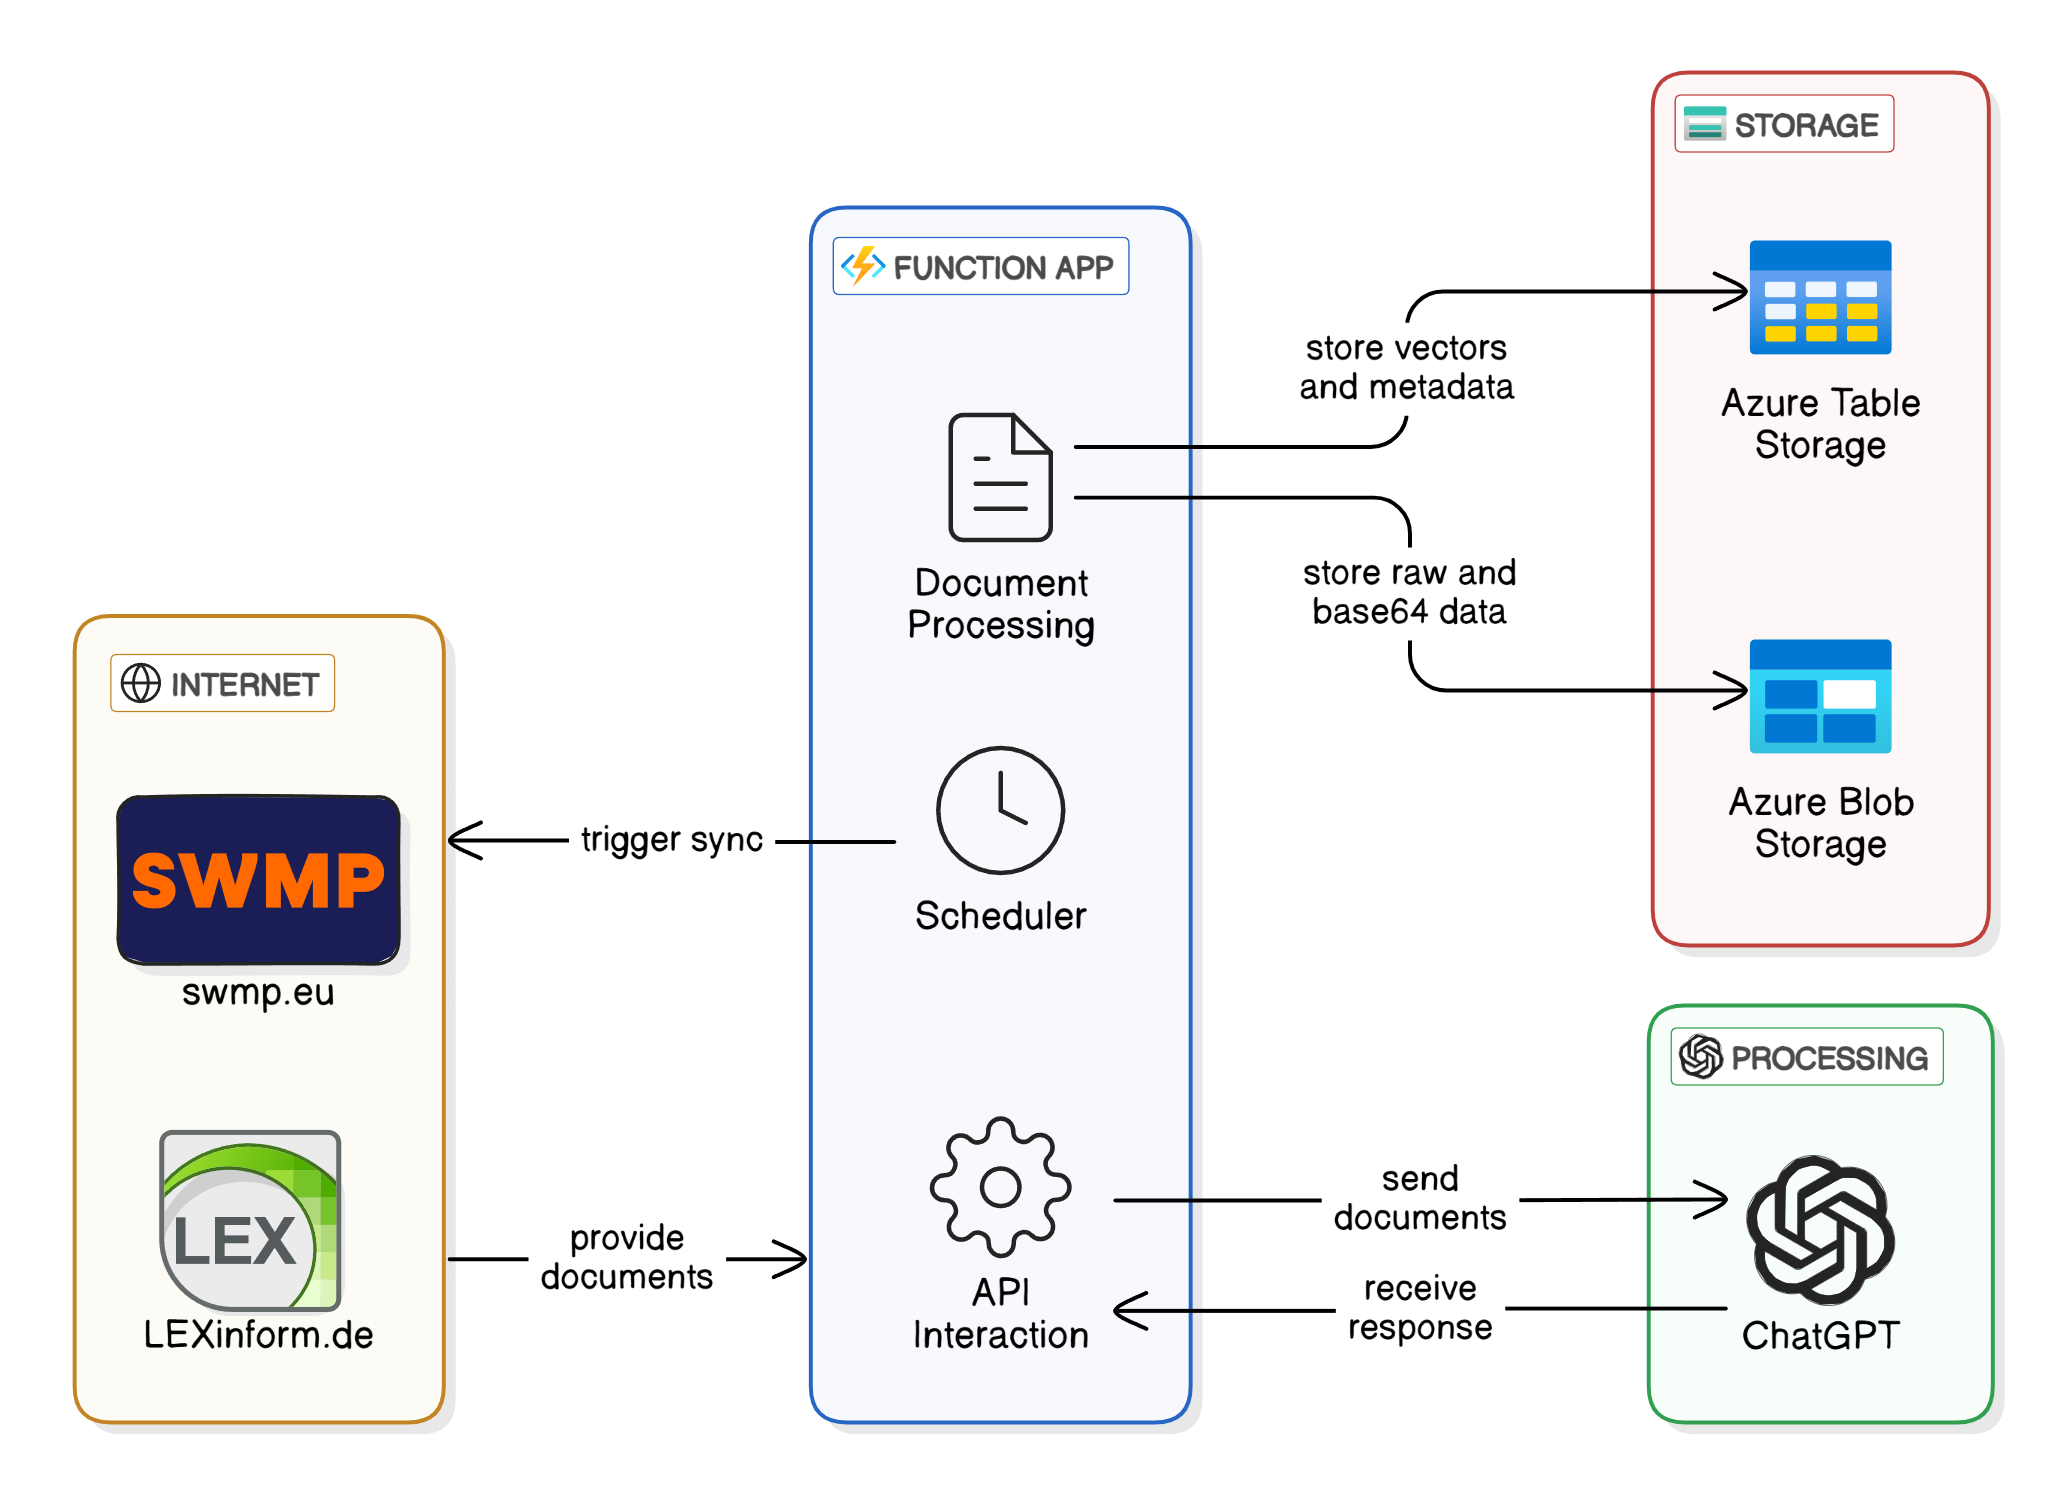 STORAGE
FUNCTION APP
store vectors
and metadata
Azure Table
Storage
Document
Processing
store raw and
base64 data
INTERNET
Azure Blob
Storage
trigger sync
SWMP
Scheduler
swmp.eu
PROCESSING
send
documents
LEX
provide
documents
API
Interaction
receive
response
LEXinform.de
ChatGPT